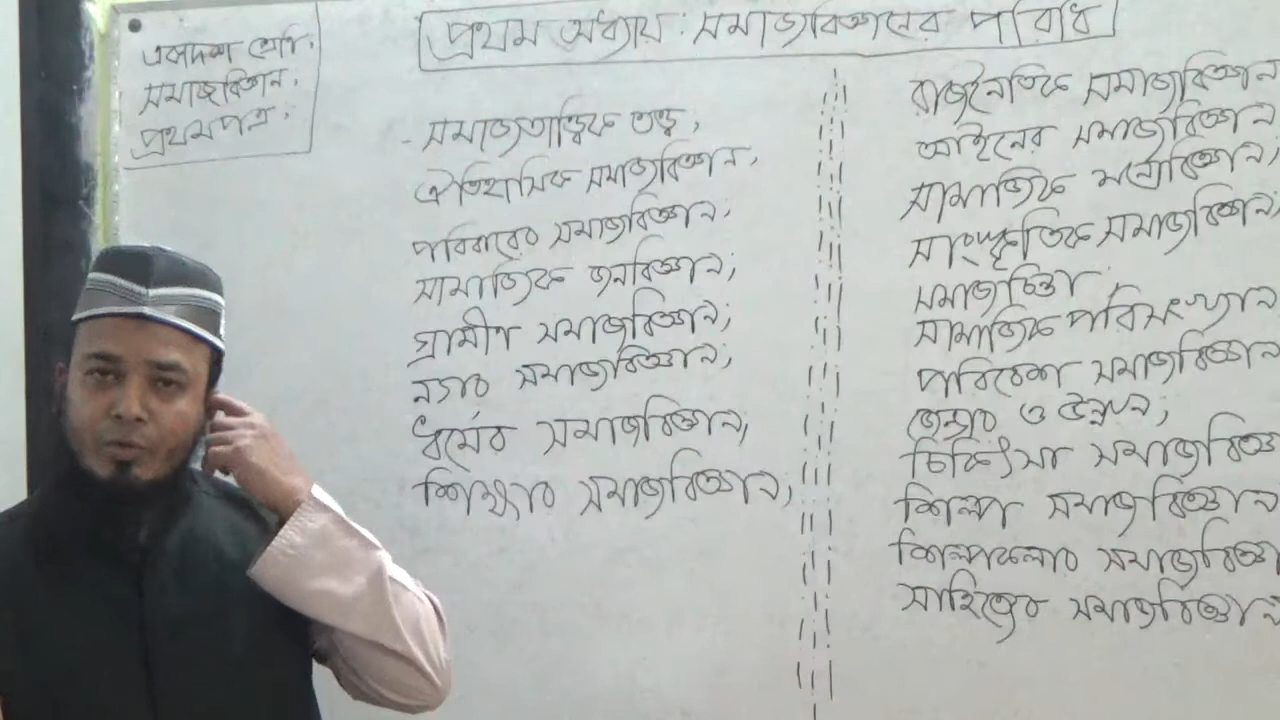 একাদশ শ্রেণি.
সমাজবিজ্ঞান.
প্রথমপত্র.
প্রথম অধ্যায়: সমাজবিজ্ঞানের পরিধি
- সমাজতাত্ত্বিক তত্ত্ব,
ঐতিহাসিক সমাজবিজ্ঞান,
পরিবারের সমাজবিজ্ঞান,
সামাজিক জনবিজ্ঞান,
গ্রামীণ সমাজবিজ্ঞান,
নগর সমাজবিজ্ঞান,
ধর্মের সমাজবিজ্ঞান,
শিক্ষার সমাজবিজ্ঞান,
রাজনৈতিক সমাজবিজ্ঞান
আইনের সমাজবিজ্ঞান
সামাজিক মনোবিজ্ঞান,
সাংস্কৃতিক সমাজবিজ্ঞান,
সমাজচিন্তা,
সামাজিক পরিসংখ্যান
পরিবেশ সমাজবিজ্ঞান
জেন্ডার ও উন্নয়ন,
চিকিৎসা সমাজবিজ্ঞ
শিল্প সমাজবিজ্ঞান
শিল্পকলার সমাজবিজ্ঞা
সাহিত্যের সমাজবিজ্ঞান